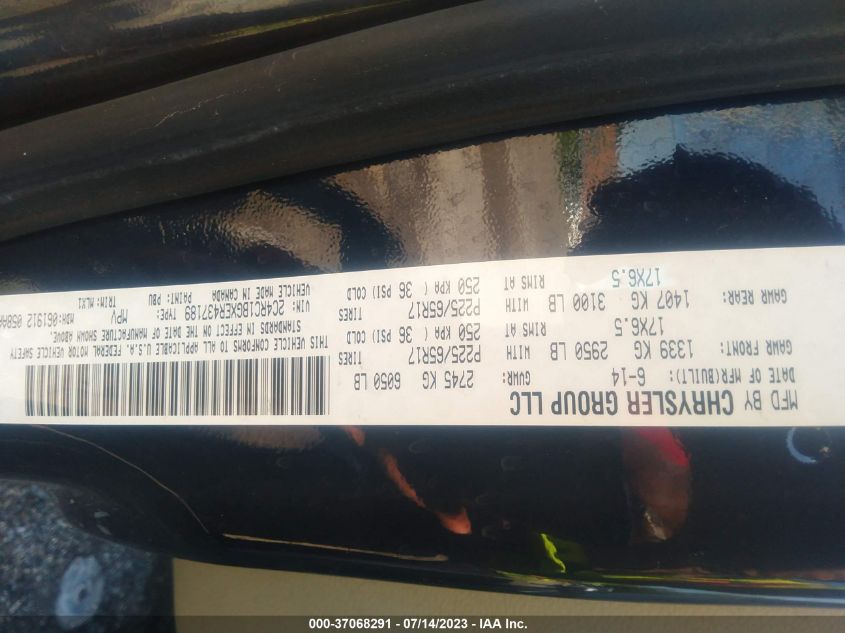 MFD BY CHRYSLER GROUP LLC
DATE OF MFR(BUILT): 6-14 GVWR: 2745 KG 6050 LB
GAWR FRONT: 1339 KG 2950 LB WITH P225/65R17 TIRES
17X6.5 RIMS AT 250 KPA ( 36 PSI) COLD
GAWR REAR: 1407 KG 3100 LB WITH P225/65R17 TIRES
17X6.5 RIMS AT 250 KPA ( 36 PSI) COLD
THIS VEHICLE CONFORMS TO ALL APPLICABLE U.S.A. FEDERAL MOTOR VEHICLE SAFETY
STANDARDS IN EFFECT ON THE DATE OF MANUFACTURE SHOWN ABOVE.
VIN: 2C4RC1BGXER437189 TYPE: MPV MDH:061912 058AA
VEHICLE MADE IN CANADA PAINT: PBU TRIM: MLX1
000-37068291 - 07/14/2023 - IAA Inc.